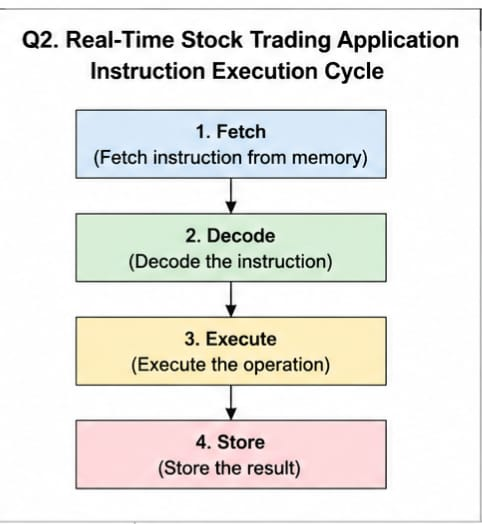 Q2. Real-Time Stock Trading Application
Instruction Execution Cycle
1. Fetch
(Fetch instruction from memory)
2. Decode
(Decode the instruction)
3. Execute
(Execute the operation)
4. Store
(Store the result)